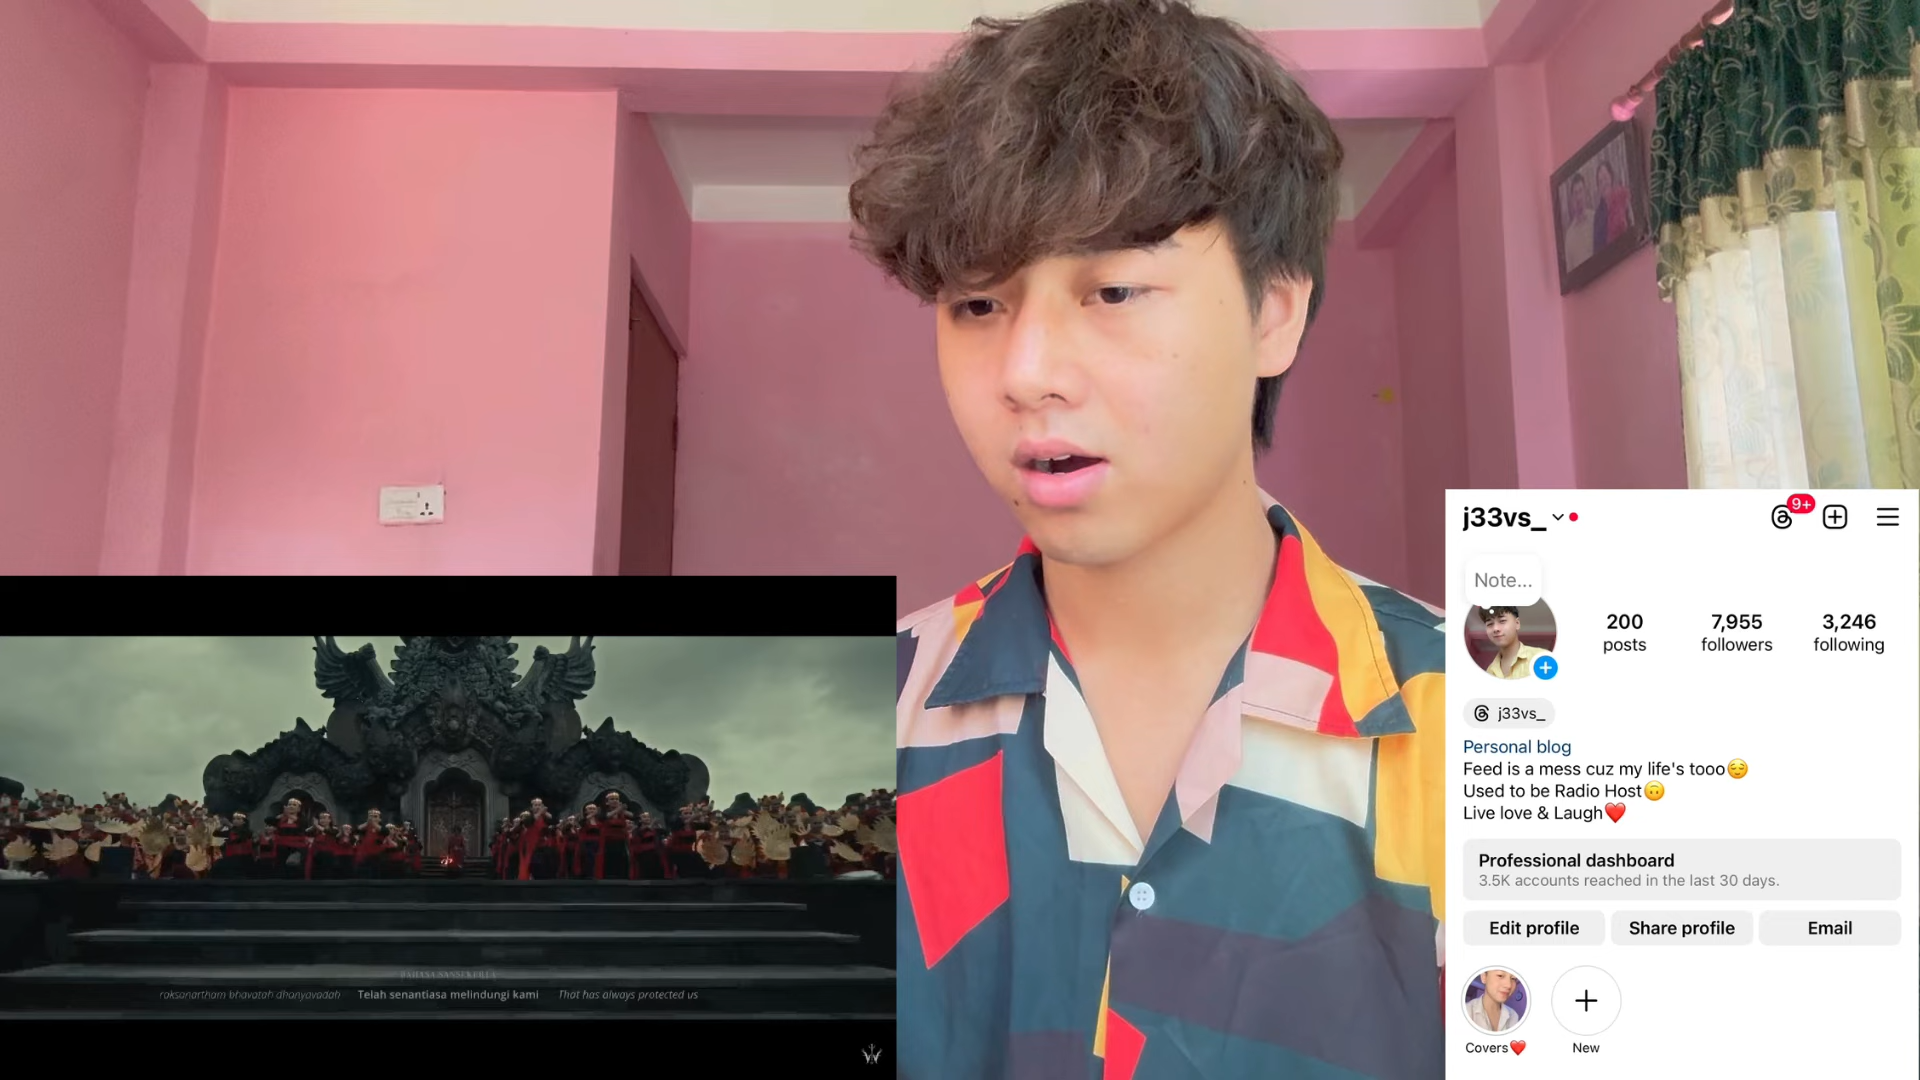 j33vs_
9+
Note...
200
posts
7,955
followers
3,246
following
j33vs_
Personal blog
Feed is a mess cuz my life's tooo😌
Used to be Radio Host🙃
Live love & Laugh❤️
Professional dashboard
3.5K accounts reached in the last 30 days.
Edit profile
Share profile
Email
Covers❤️
New
raksanartham bhavatah dhanyavadah
Telah senantiasa melindungi kami
That has always protected us